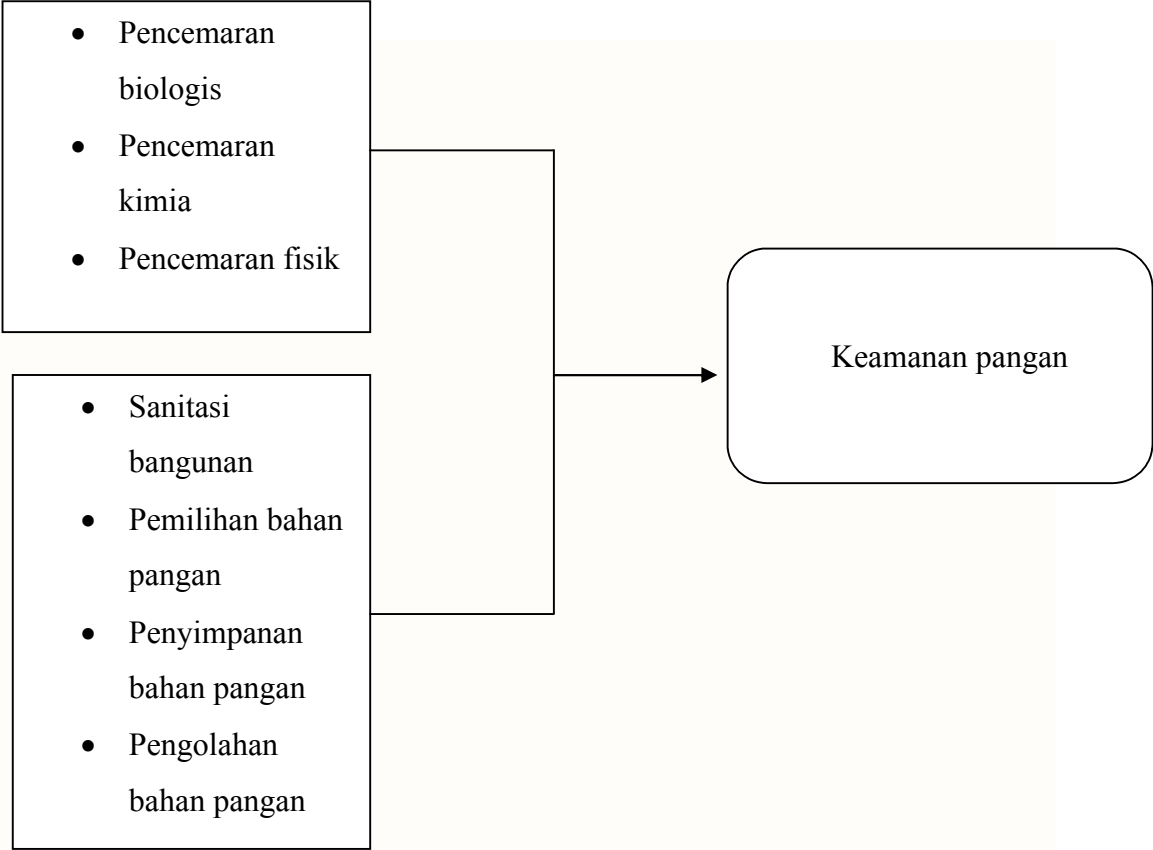 • Pencemaran
biologis
• Pencemaran
kimia
• Pencemaran fisik
• Sanitasi
bangunan
• Pemilihan bahan
pangan
• Penyimpanan
bahan pangan
• Pengolahan
bahan pangan
Keamanan pangan